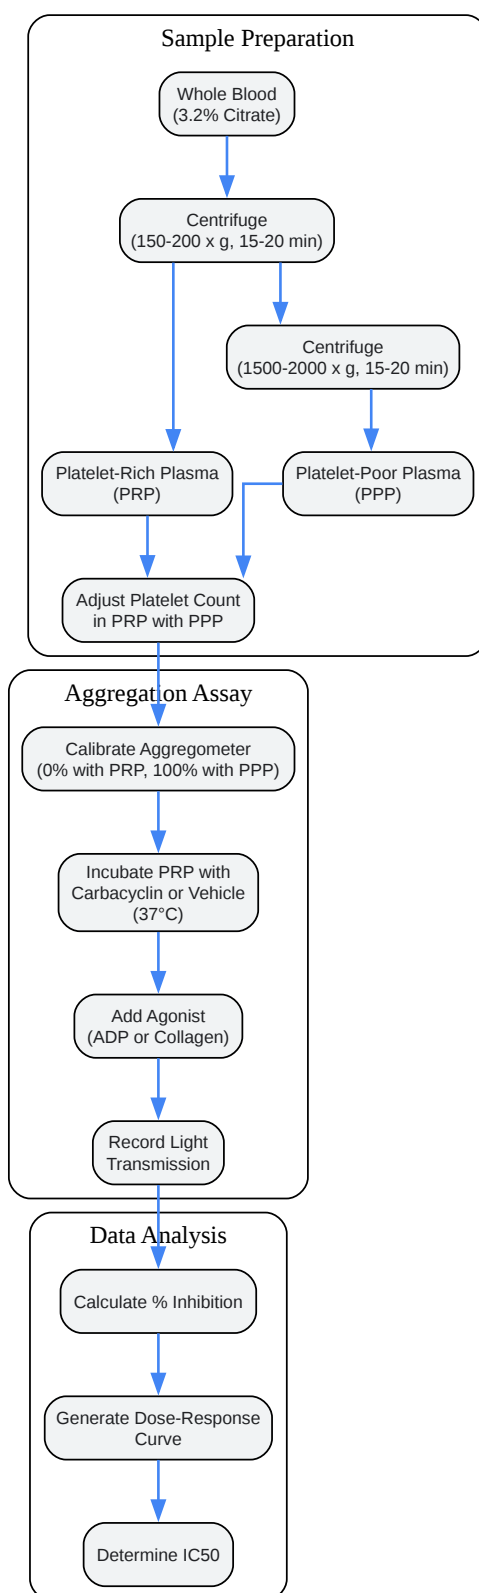 Sample Preparation
Whole Blood
(3.2% Citrate)
Centrifuge
(150-200 x g, 15-20 min)
Centrifuge
(1500-2000 x g, 15-20 min)
Platelet-Rich Plasma
(PRP)
Platelet-Poor Plasma
(PPP)
Adjust Platelet Count
in PRP with PPP
Aggregation Assay
Calibrate Aggregometer
(0% with PRP, 100% with PPP)
Incubate PRP with
Carbacyclin or Vehicle
(37°C)
Add Agonist
(ADP or Collagen)
Record Light
Transmission
Data Analysis
Calculate % Inhibition
Generate Dose-Response
Curve
Determine IC50